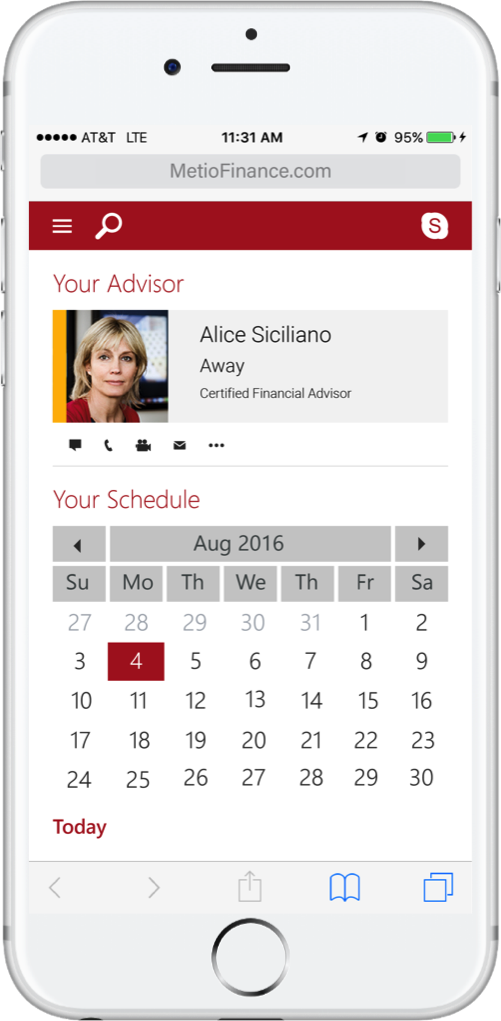 ●●●●● AT&T LTE 11:31 AM 95%
MetioFinance.com
S
Your Advisor
Alice Siciliano
Away
Certified Financial Advisor
Your Schedule
Aug 2016
Su Mo Th We Th Fr Sa
27 28 29 30 31 1 2
3 4 5 6 7 8 9
10 11 12 13 14 15 16
17 18 19 20 21 22 23
24 25 26 27 28 29 30
Today